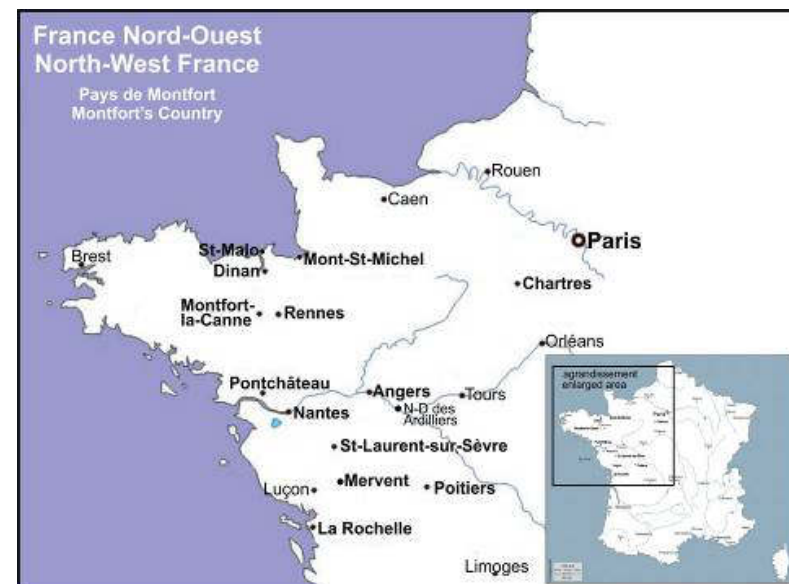 France Nord-Ouest
North-West France
Pays de Montfort
Montfort's Country
Rouen
Caen
Paris
St-Malo
Mont-St-Michel
Brest
Dinan
Chartres
Montfort-
la-Canne
Rennes
Orléans
agrandissement
enlarged area
Pontchâteau
Angers
Tours
N-D des
Ardilliers
Nantes
St-Laurent-sur-Sèvre
Mervent
Luçon
Poitiers
La Rochelle
Limoges